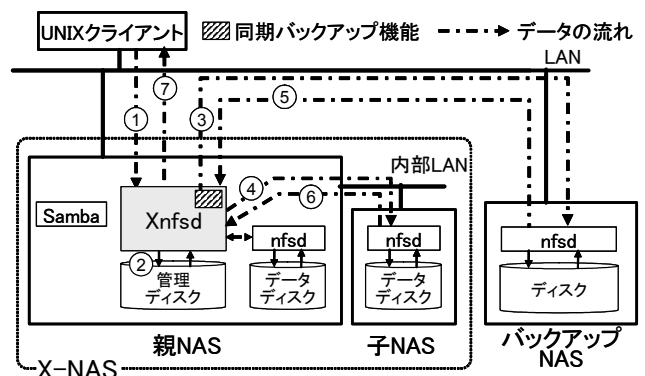 UNIXクライアント
同期バックアップ機能
データの流れ
LAN
①
⑦
③
⑤
内部LAN
④
⑥
Samba
Xnfsd
nfsd
nfsd
nfsd
②
管理
ディスク
データ
ディスク
データ
ディスク
ディスク
親NAS
子NAS
バックアップ
NAS
X-NAS